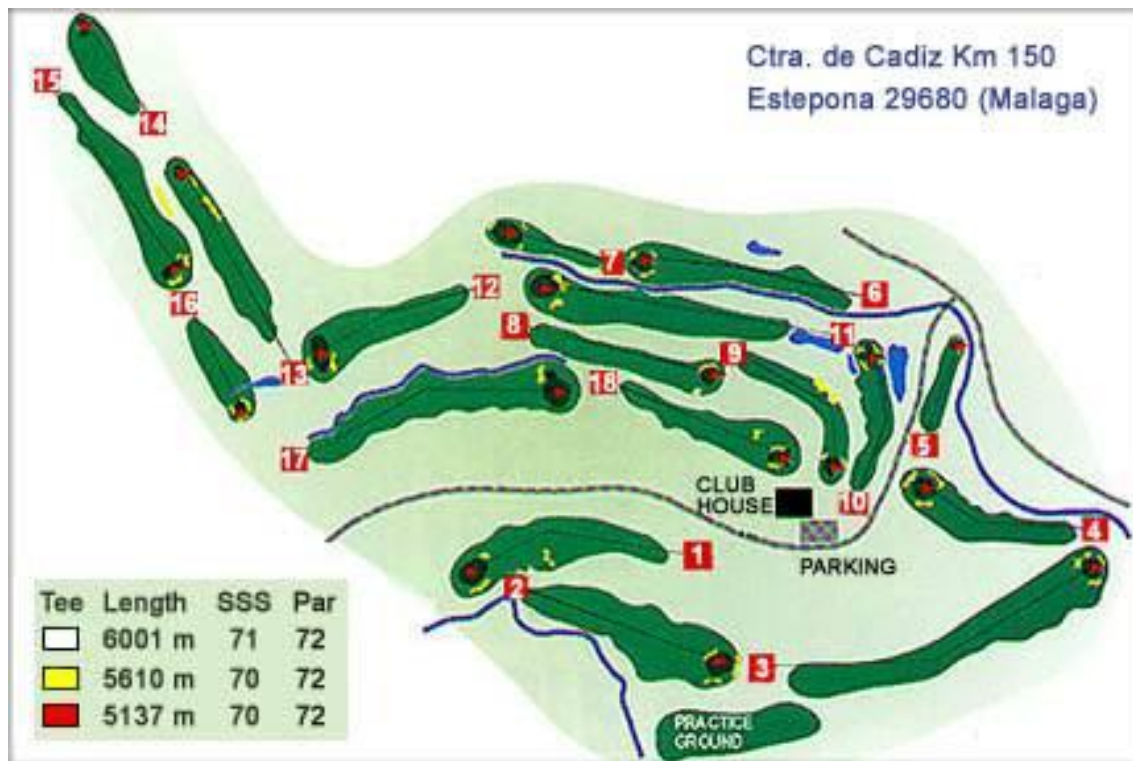 Ctra. de Cadiz Km 150
Estepona 29680 (Malaga)
15
14
16
13
12
7
6
8
9
11
18
17
5
10
4
CLUB
HOUSE
PARKING
1
2
3
PRACTICE
GROUND
Tee Length SSS Par
6001 m 71 72
5610 m 70 72
5137 m 70 72